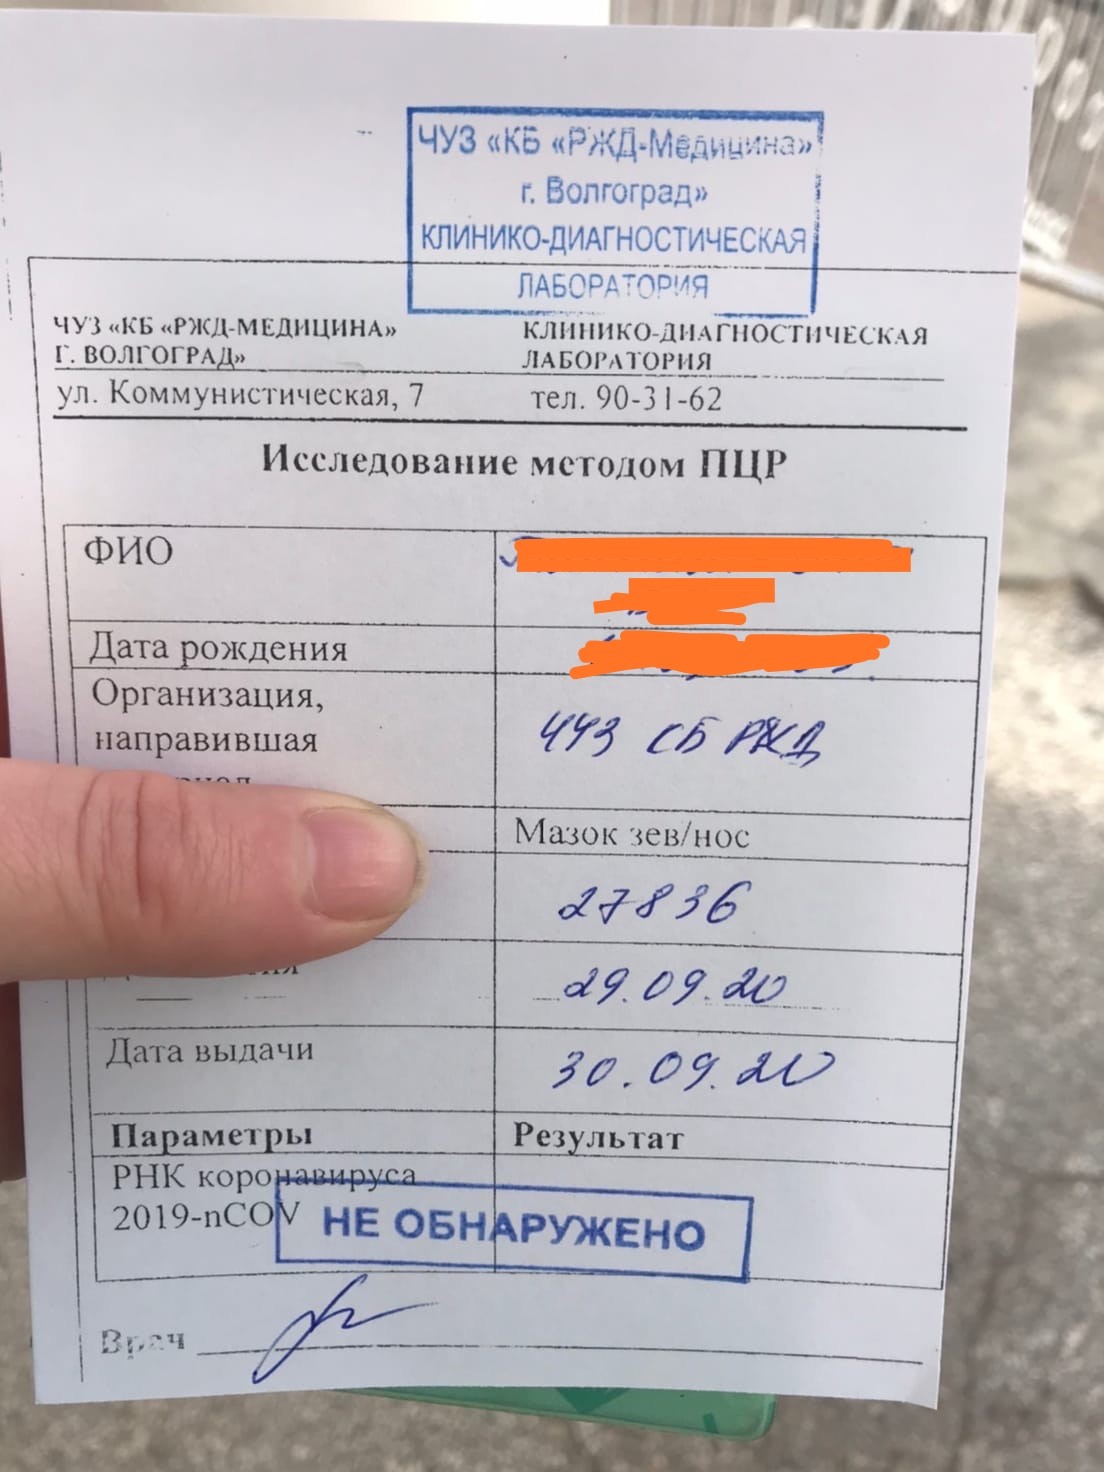 ЧУЗ «КБ «РЖД-Медицина»
г. Волгоград»
КЛИНИКО-ДИАГНОСТИЧЕСКАЯ
ЛАБОРАТОРИЯ
ЧУЗ «КБ «РЖД-МЕДИЦИНА» КЛИНИКО-ДИАГНОСТИЧЕСКАЯ
Г. ВОЛГОГРАД» ЛАБОРАТОРИЯ
ул. Коммунистическая, 7 тел. 90-31-62
Исследование методом ПЦР
ФИО
Дата рождения
Организация,
направившая 443 СБ РЖД
Мазок зев/нос
27836
29.09.20
Дата выдачи 30.09.20
Параметры Результат
РНК коронавируса
2019-nCOV НЕ ОБНАРУЖЕНО
Врач